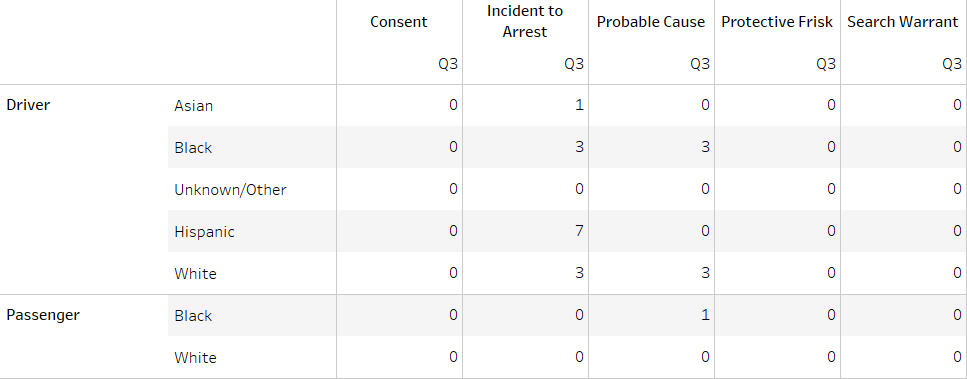 Consent Incident to Arrest Probable Cause Protective Frisk Search Warrant
Q3 Q3 Q3 Q3 Q3
Driver Asian 0 1 0 0 0
Black 0 3 3 0 0
Unknown/Other 0 0 0 0 0
Hispanic 0 7 0 0 0
White 0 3 3 0 0
Passenger Black 0 0 1 0 0
White 0 0 0 0 0